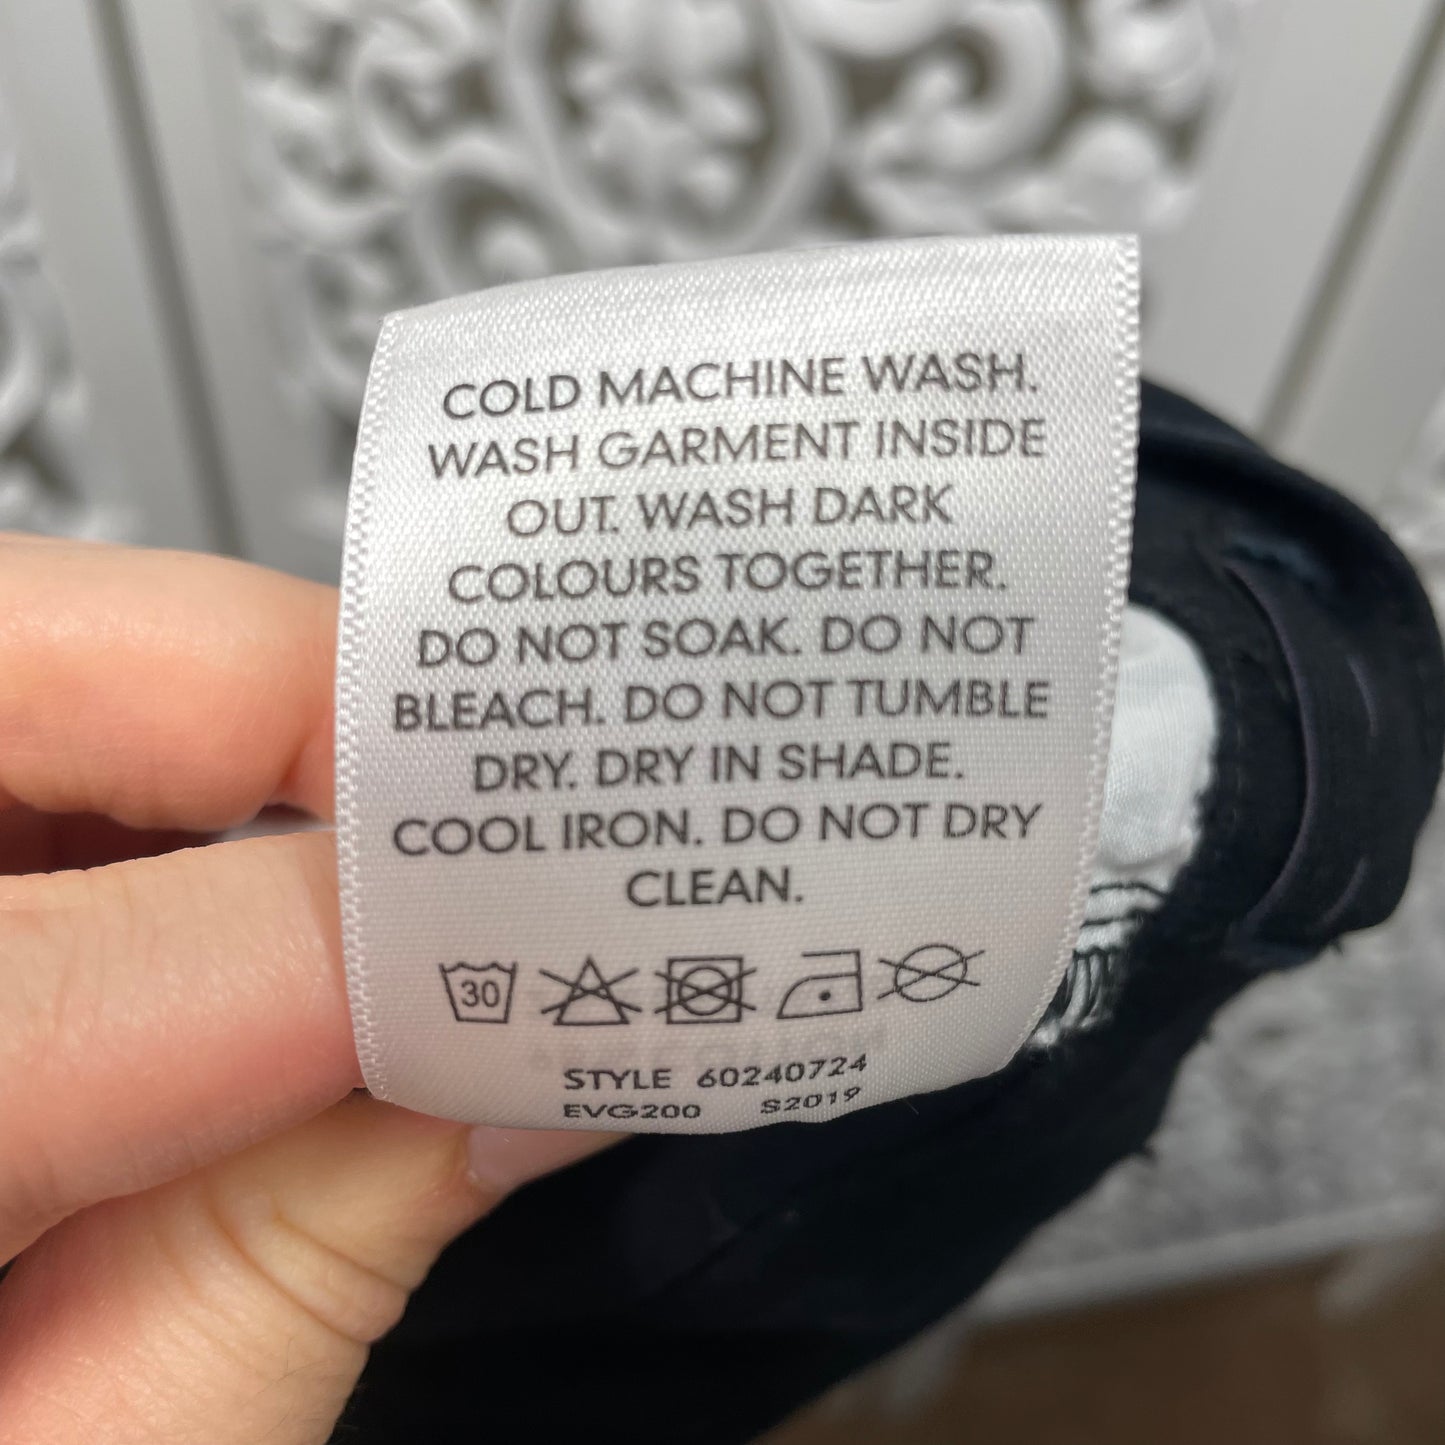 COLD MACHINE WASH.
WASH GARMENT INSIDE
OUT. WASH DARK
COLOURS TOGETHER.
DO NOT SOAK. DO NOT
BLEACH. DO NOT TUMBLE
DRY. DRY IN SHADE.
COOL IRON. DO NOT DRY
CLEAN.
30
STYLE 60240724
EVG200 S2019